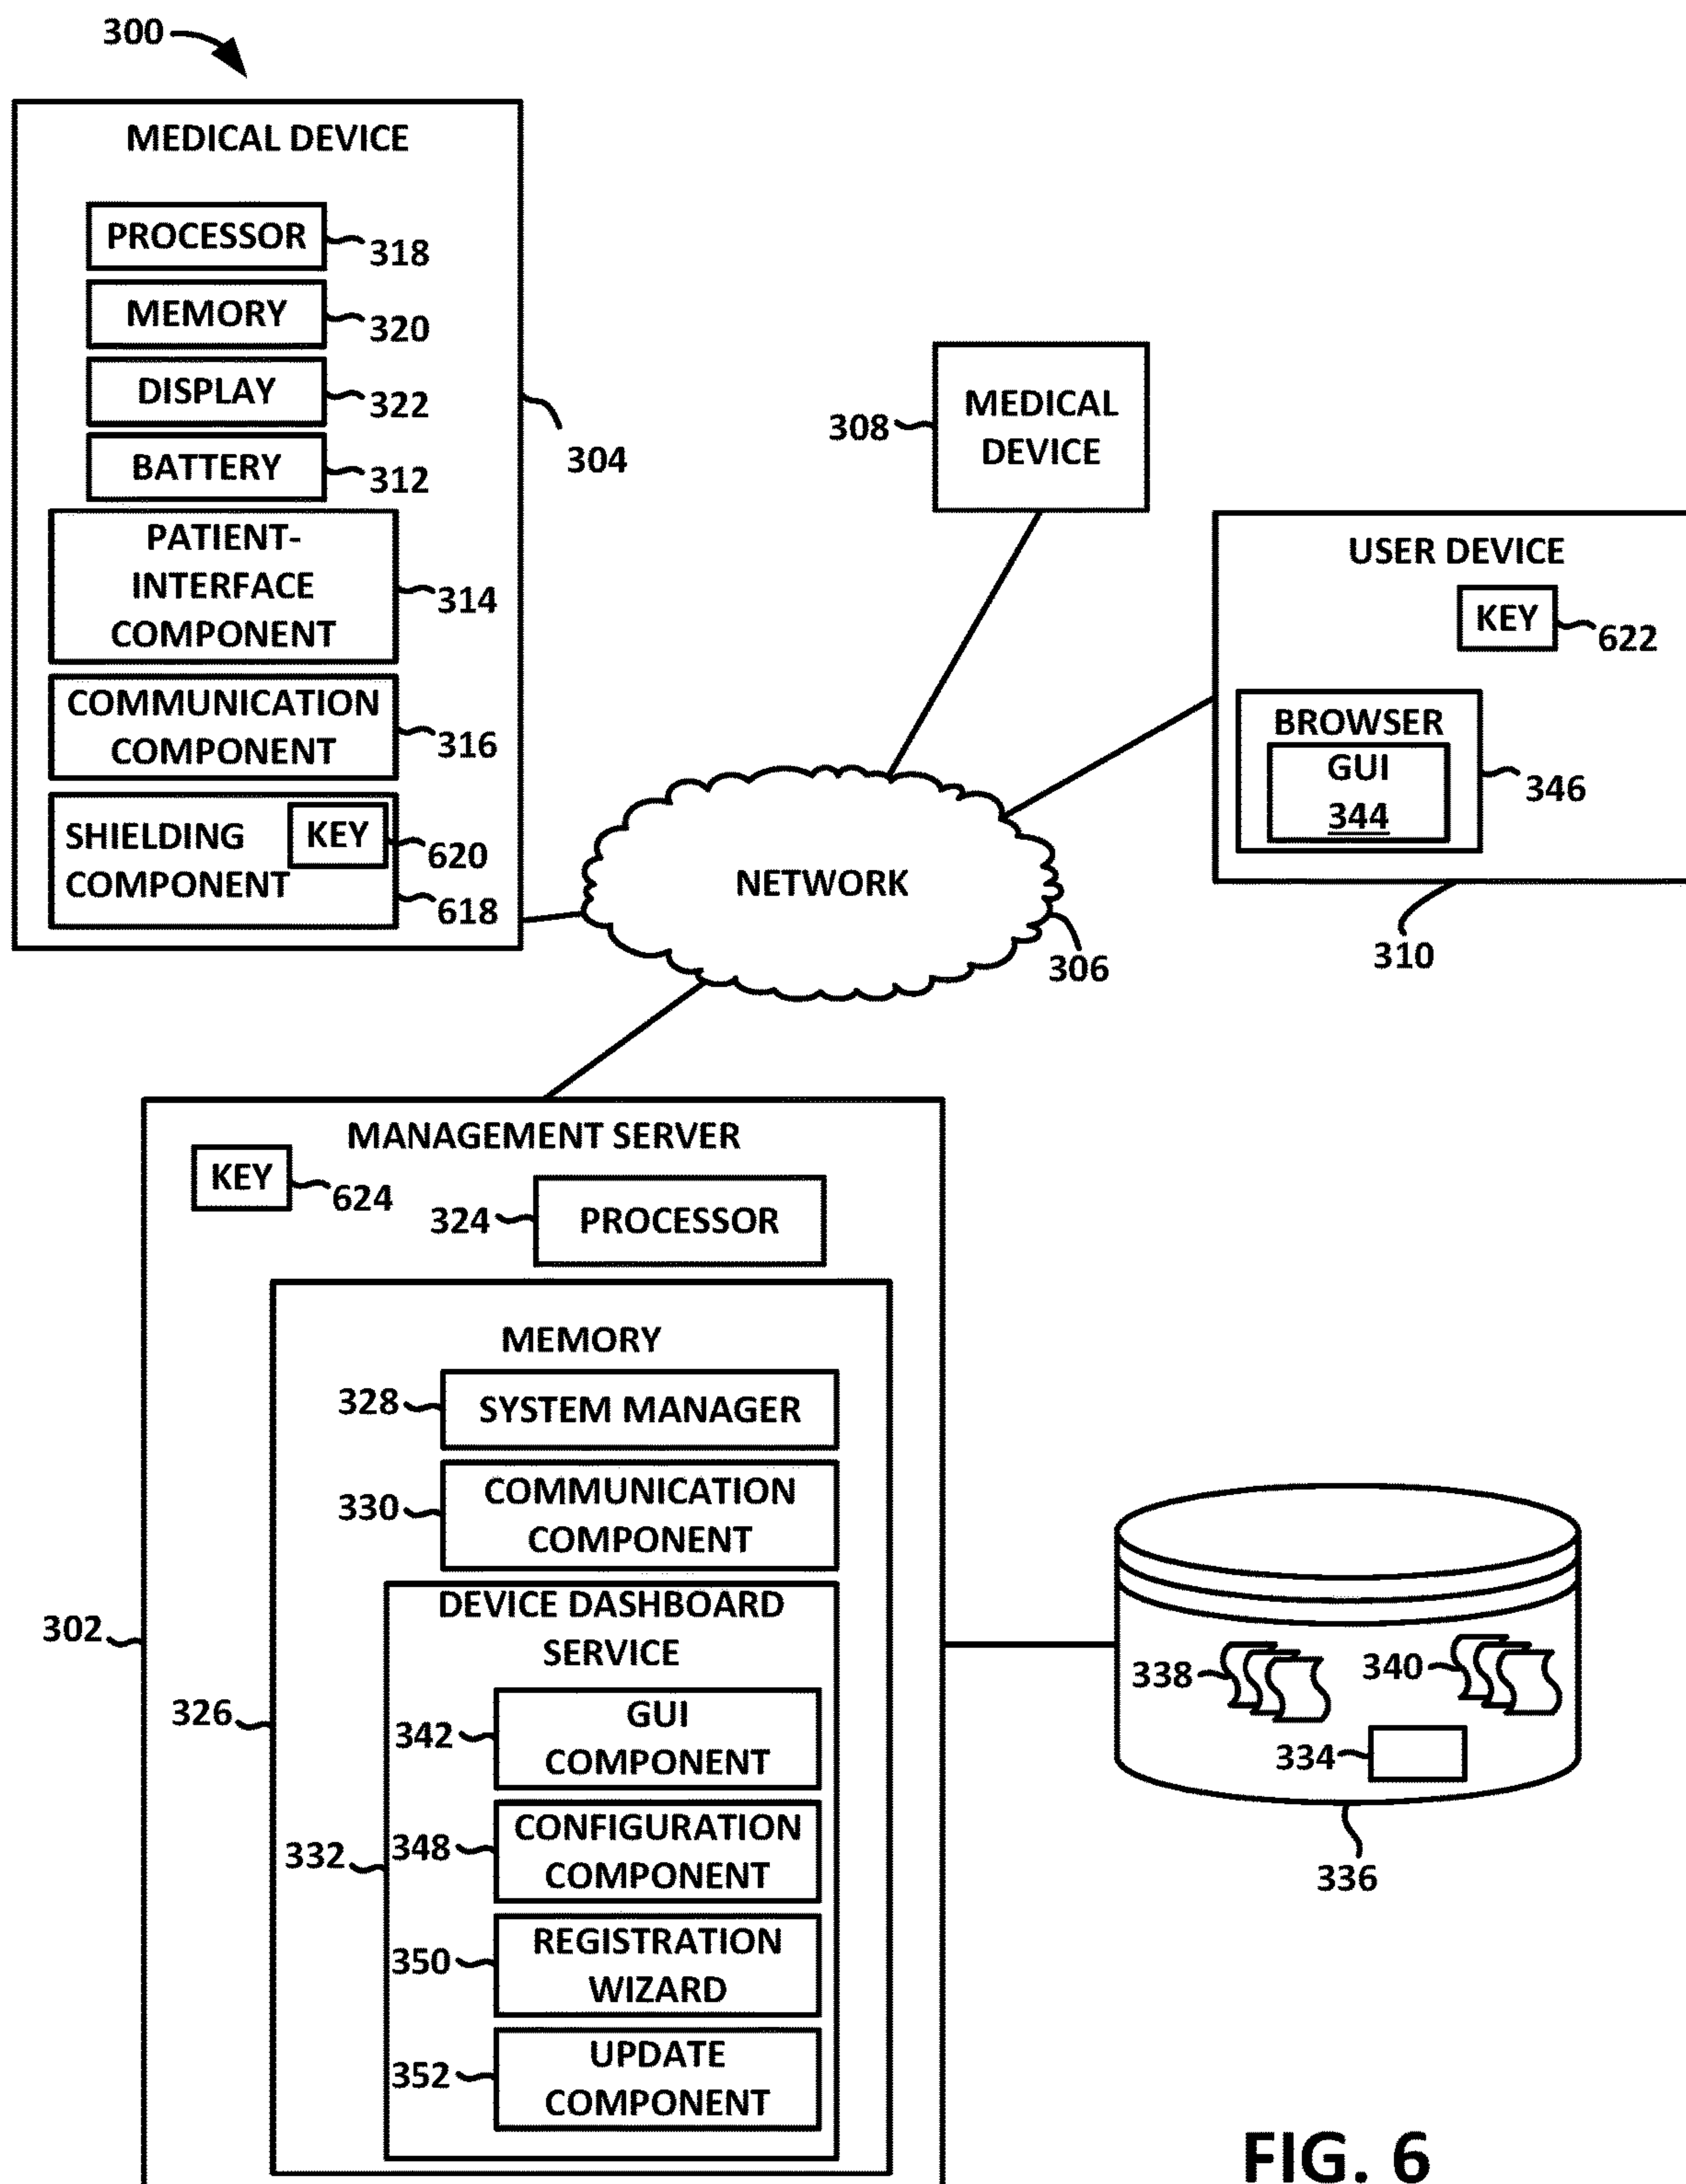 300
MEDICAL DEVICE
PROCESSOR
318
MEMORY
320
DISPLAY
322
BATTERY
312
304
PATIENT-
INTERFACE
COMPONENT
314
COMMUNICATION
COMPONENT
316
SHIELDING
COMPONENT
KEY
620
618
308
MEDICAL
DEVICE
USER DEVICE
KEY
622
BROWSER
GUI
344
346
310
NETWORK
306
MANAGEMENT SERVER
KEY
624
324
PROCESSOR
MEMORY
328
SYSTEM MANAGER
330
COMMUNICATION
COMPONENT
DEVICE DASHBOARD
SERVICE
302
326
332
342
GUI
COMPONENT
348
CONFIGURATION
COMPONENT
350
REGISTRATION
WIZARD
352
UPDATE
COMPONENT
338
340
334
336
FIG. 6